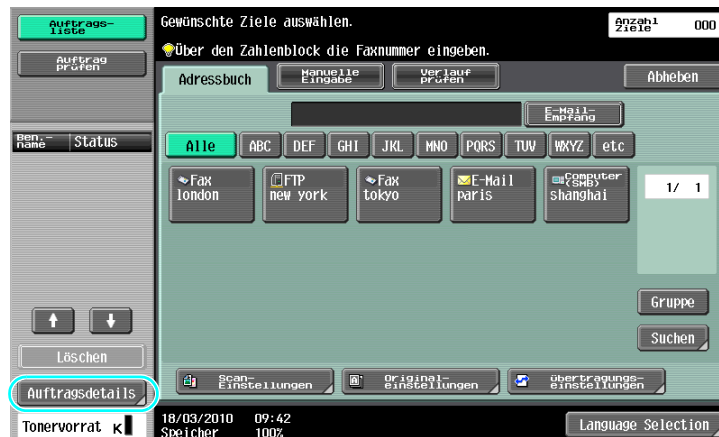 Auftrags-
liste
Auftrag
prüfen
Ben.-
name
Status
Löschen
Auftragsdetails
Tonervorrat K
Gewünschte Ziele auswählen.
Anzahl
Ziele
000
Über den Zahlenblock die Faxnummer eingeben.
Adressbuch
Manuelle
Eingabe
Verlauf
prüfen
Abheben
E-Mail-
Empfang
Alle ABC DEF GHI JKL MNO PQRS TUV WXYZ etc
Fax
london
FTP
new york
Fax
tokyo
E-Mail
paris
Computer
(SMB)
shanghai
1/ 1
Gruppe
Suchen
Scan-
Einstellungen
Original-
einstellungen
übertragungs-
einstellungen
18/03/2010 09:42
Speicher 100%
Language Selection